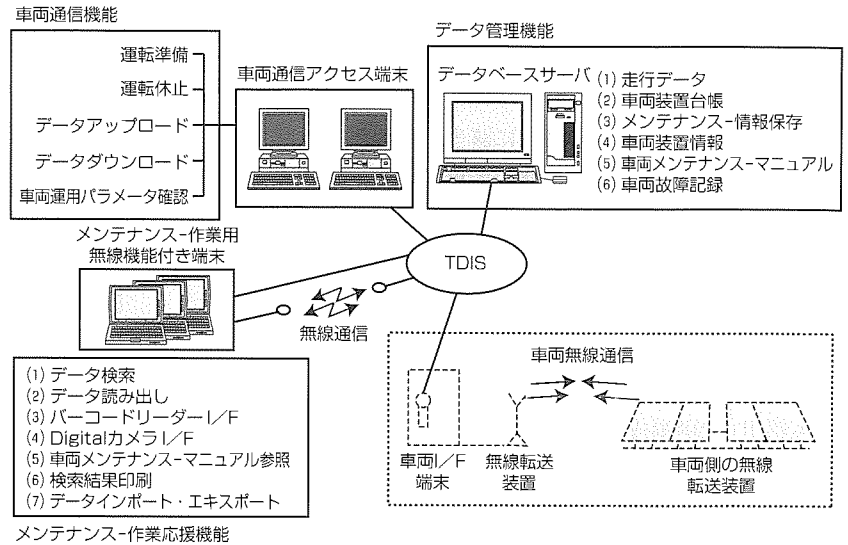 車両通信機能
運転準備
運転休止
データアップロード
データダウンロード
車両運用パラメータ確認
車両通信アクセス端末
データ管理機能
データベースサーバ
(1) 走行データ
(2) 車両装置台帳
(3) メンテナンス-情報保存
(4) 車両装置情報
(5) 車両メンテナンス-マニュアル
(6) 車両故障記録
メンテナンス-作業用
無線機能付き端末
TDIS
無線通信
(1) データ検索
(2) データ読み出し
(3) バーコードリーダーI/F
(4) DigitalカメラI/F
(5) 車両メンテナンス-マニュアル参照
(6) 検索結果印刷
(7) データインポート・エキスポート
メンテナンス-作業応援機能
車両無線通信
車両I/F
端末
無線転送
装置
車両側の無線
転送装置